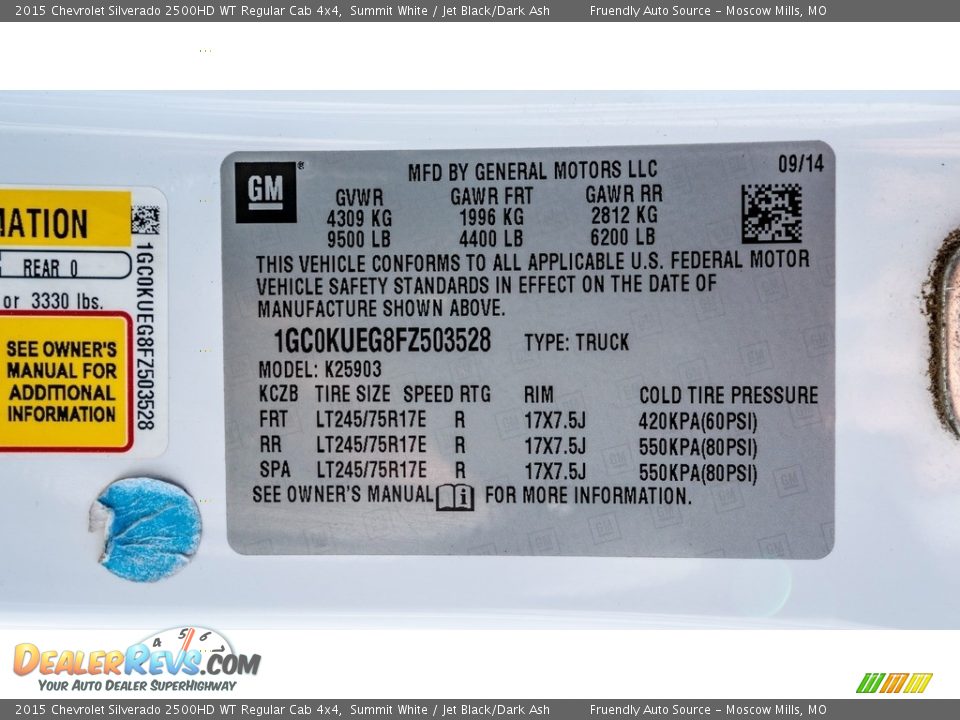 2015 Chevrolet Silverado 2500HD WT Regular Cab 4x4, Summit White / Jet Black/Dark Ash Fruendly Auto Source - Moscow Mills, MO
MATION
REAR 0
or 3330 lbs.
SEE OWNER'S
MANUAL FOR
ADDITIONAL
INFORMATION
1GC0KUEG8FZ503528
GM
MFD BY GENERAL MOTORS LLC 09/14
GVWR GAWR FRT GAWR RR
4309 KG 1996 KG 2812 KG
9500 LB 4400 LB 6200 LB
THIS VEHICLE CONFORMS TO ALL APPLICABLE U.S. FEDERAL MOTOR
VEHICLE SAFETY STANDARDS IN EFFECT ON THE DATE OF
MANUFACTURE SHOWN ABOVE.
1GC0KUEG8FZ503528 TYPE: TRUCK
MODEL: K25903
KCZB TIRE SIZE SPEED RTG RIM COLD TIRE PRESSURE
FRT LT245/75R17E R 17X7.5J 420KPA(60PSI)
RR LT245/75R17E R 17X7.5J 550KPA(80PSI)
SPA LT245/75R17E R 17X7.5J 550KPA(80PSI)
SEE OWNER'S MANUAL FOR MORE INFORMATION.
4 5 6 7
DEALERREVS.COM
YOUR AUTO DEALER SUPERHIGHWAY
2015 Chevrolet Silverado 2500HD WT Regular Cab 4x4, Summit White / Jet Black/Dark Ash Fruendly Auto Source - Moscow Mills, MO